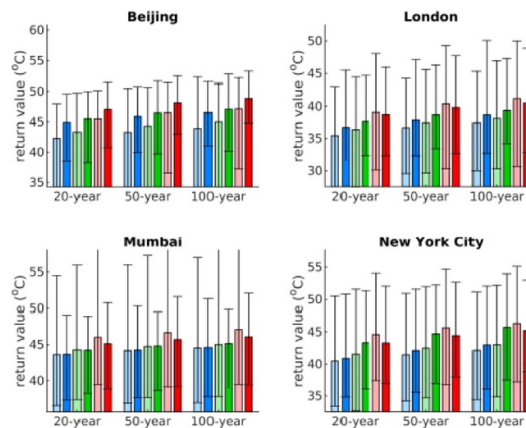 Beijing
London
return value (°C)
60
55
50
45
40
35
20-year 50-year 100-year
return value (°C)
50
45
40
35
30
20-year 50-year 100-year
Mumbai
New York City
return value (°C)
55
50
45
40
20-year 50-year 100-year
return value (°C)
55
50
45
40
35
20-year 50-year 100-year